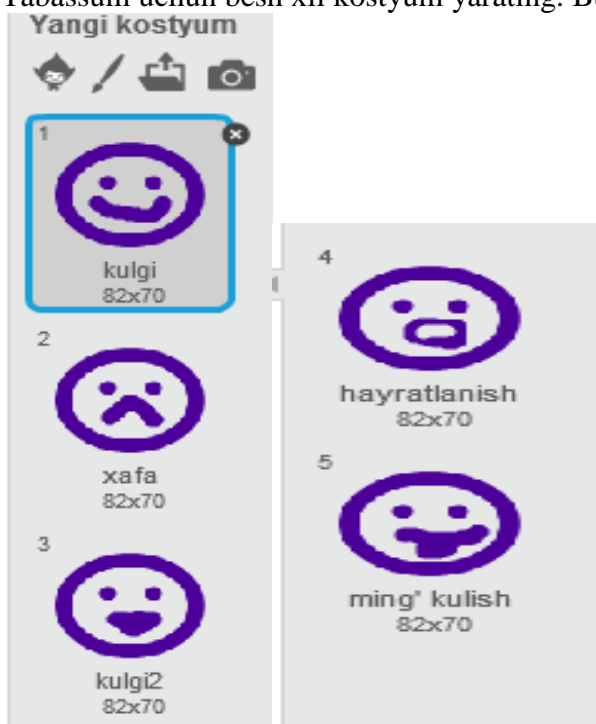 Yangi kostyum
1
kulgi
82x70
2
xafa
82x70
3
kulgi2
82x70
4
hayratlanish
82x70
5
ming' kulish
82x70